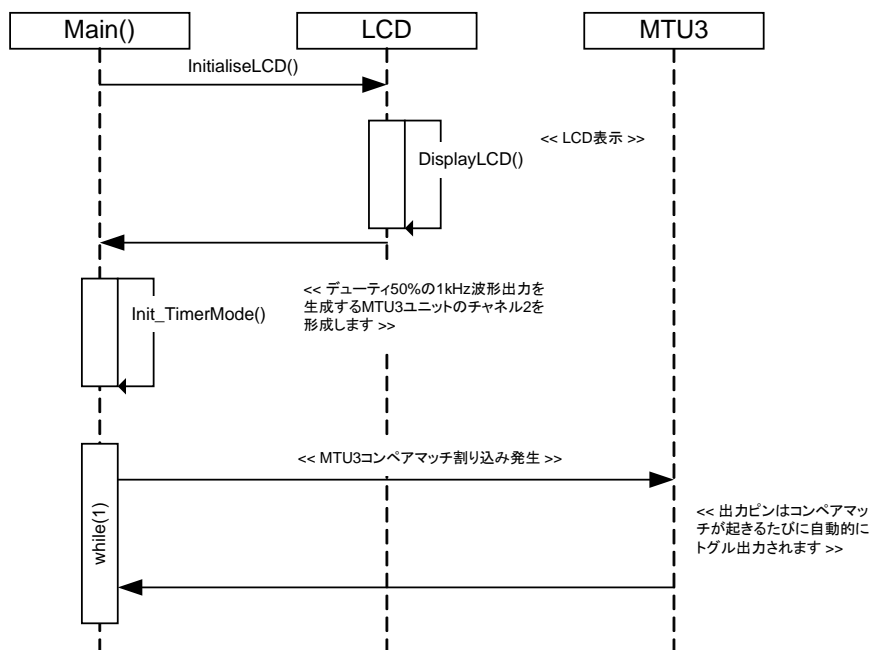 Main()
LCD
MTU3
InitialiseLCD()
<< LCD表示 >>
DisplayLCD()
<< デューティ50%の1kHz波形出力を
生成するMTU3ユニットのチャネル2を
形成します >>
Init_TimerMode()
<< MTU3コンペアマッチ割り込み発生 >>
<< 出力ピンはコンペアマッ
チが起きるたびに自動的に
トグル出力されます >>
while(1)